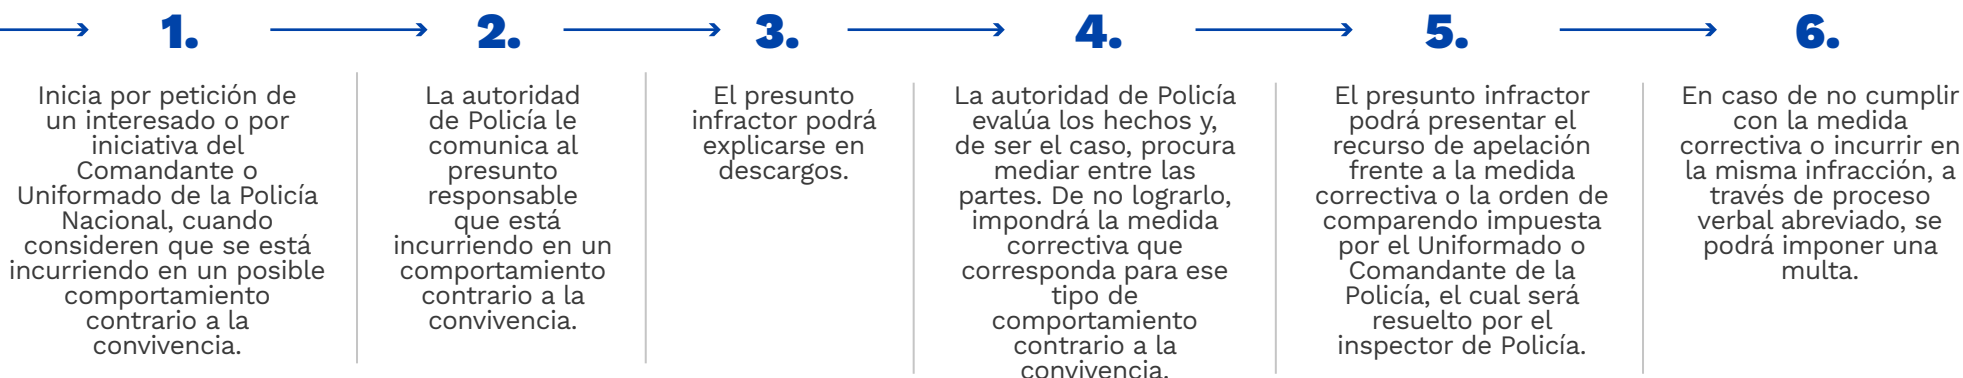 1.
Inicia por petición de
un interesado o por
iniciativa del
Comandante o
Uniformado de la Policía
Nacional, cuando
consideren que se está
incurriendo en un posible
comportamiento
contrario a la
convivencia.
2.
La autoridad
de Policía le
comunica al
presunto
responsable
que está
incurriendo en un
comportamiento
contrario a la
convivencia.
3.
El presunto
infractor podrá
explicarse en
descargos.
4.
La autoridad de Policía
evalúa los hechos y,
de ser el caso, procura
mediar entre las
partes. De no lograrlo,
impondrá la medida
correctiva que
corresponda para ese
tipo de
comportamiento
contrario a la
convivencia.
5.
El presunto infractor
podrá presentar el
recurso de apelación
frente a la medida
correctiva o la orden de
comparendo impuesta
por el Uniformado o
Comandante de la
Policía, el cual será
resuelto por el
inspector de Policía.
6.
En caso de no cumplir
con la medida
correctiva o incurrir en
la misma infracción, a
través de proceso
verbal abreviado, se
podrá imponer una
multa.